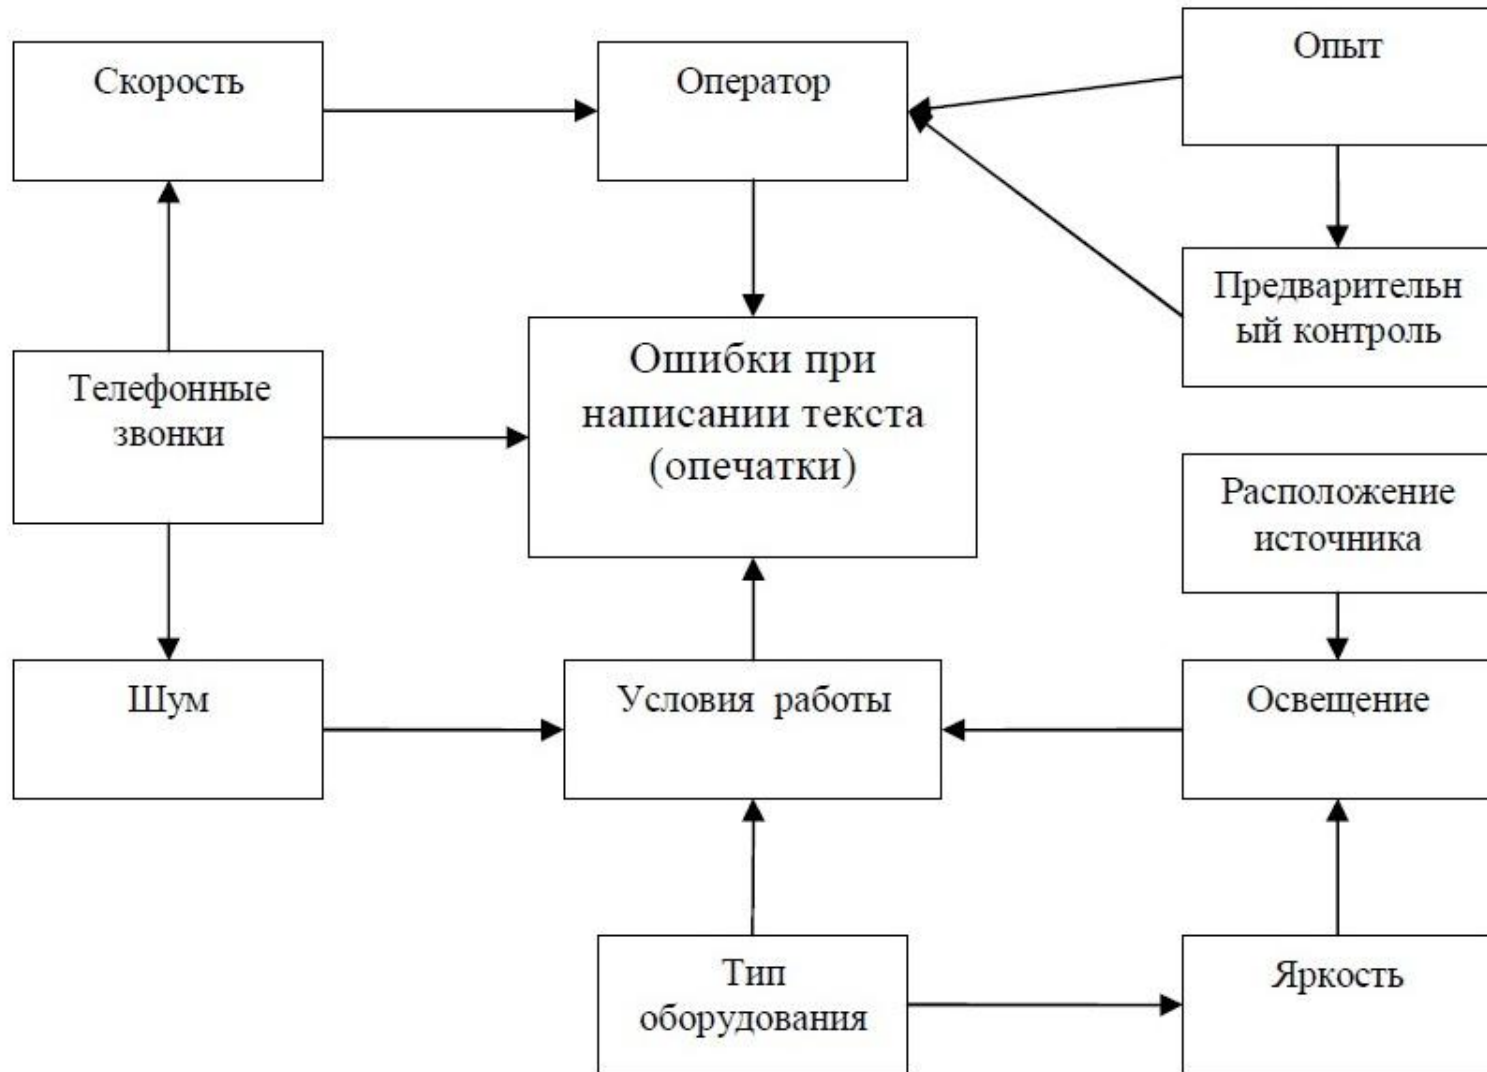 Скорость
Оператор
Опыт
Предварительн
ый контроль
Телефонные
звонки
Ошибки при
написании текста
(опечатки)
Расположение
источника
Шум
Условия работы
Освещение
Тип
оборудования
Яркость